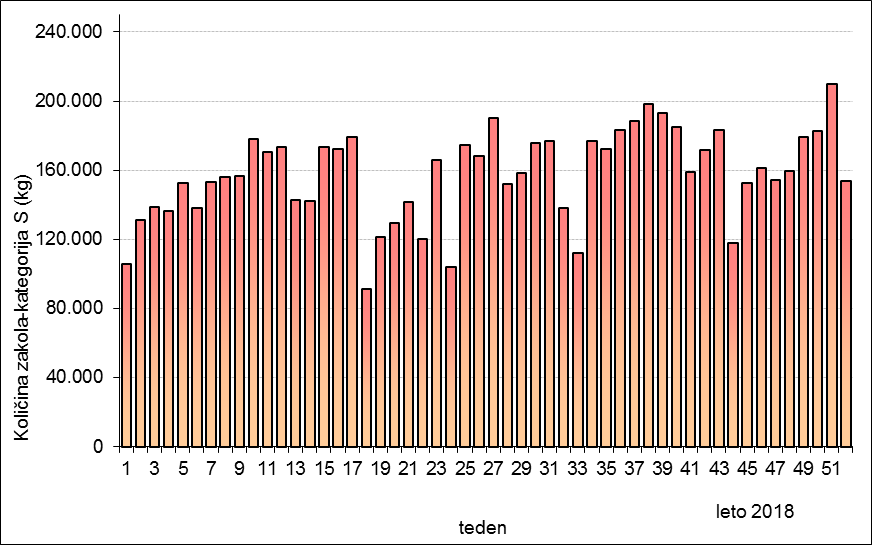 Količina zakola-kategorija S (kg)
240.000
200.000
160.000
120.000
80.000
40.000
0
1 3 5 7 9 11 13 15 17 19 21 23 25 27 29 31 33 35 37 39 41 43 45 47 49 51
leto 2018
teden